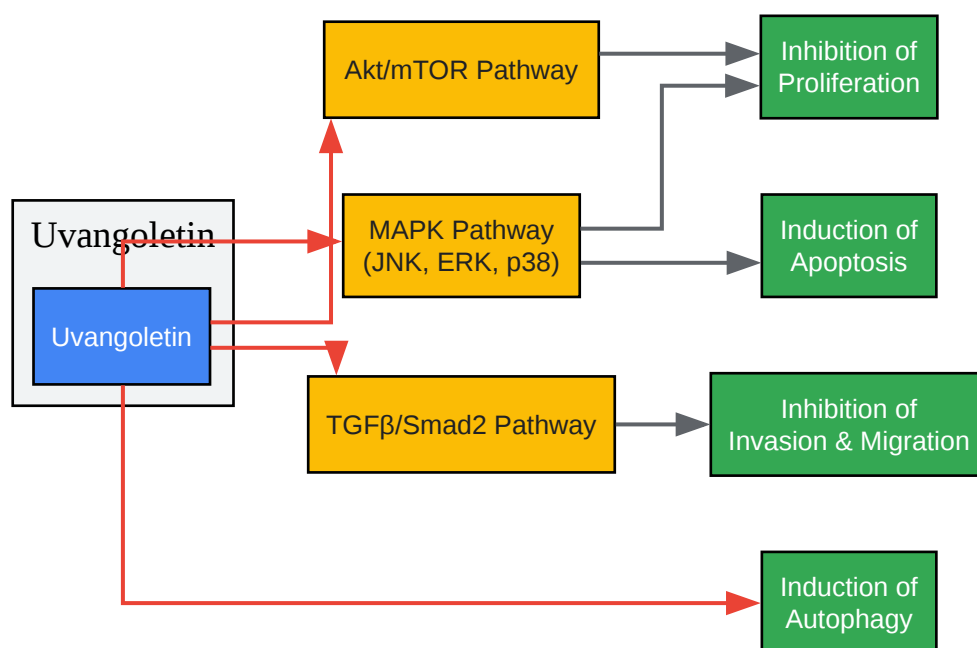 Akt/mTOR Pathway
Inhibition of
Proliferation
Uvangoletin
MAPK Pathway
(JNK, ERK, p38)
Induction of
Apoptosis
Uvangoletin
TGFβ/Smad2 Pathway
Inhibition of
Invasion & Migration
Induction of
Autophagy